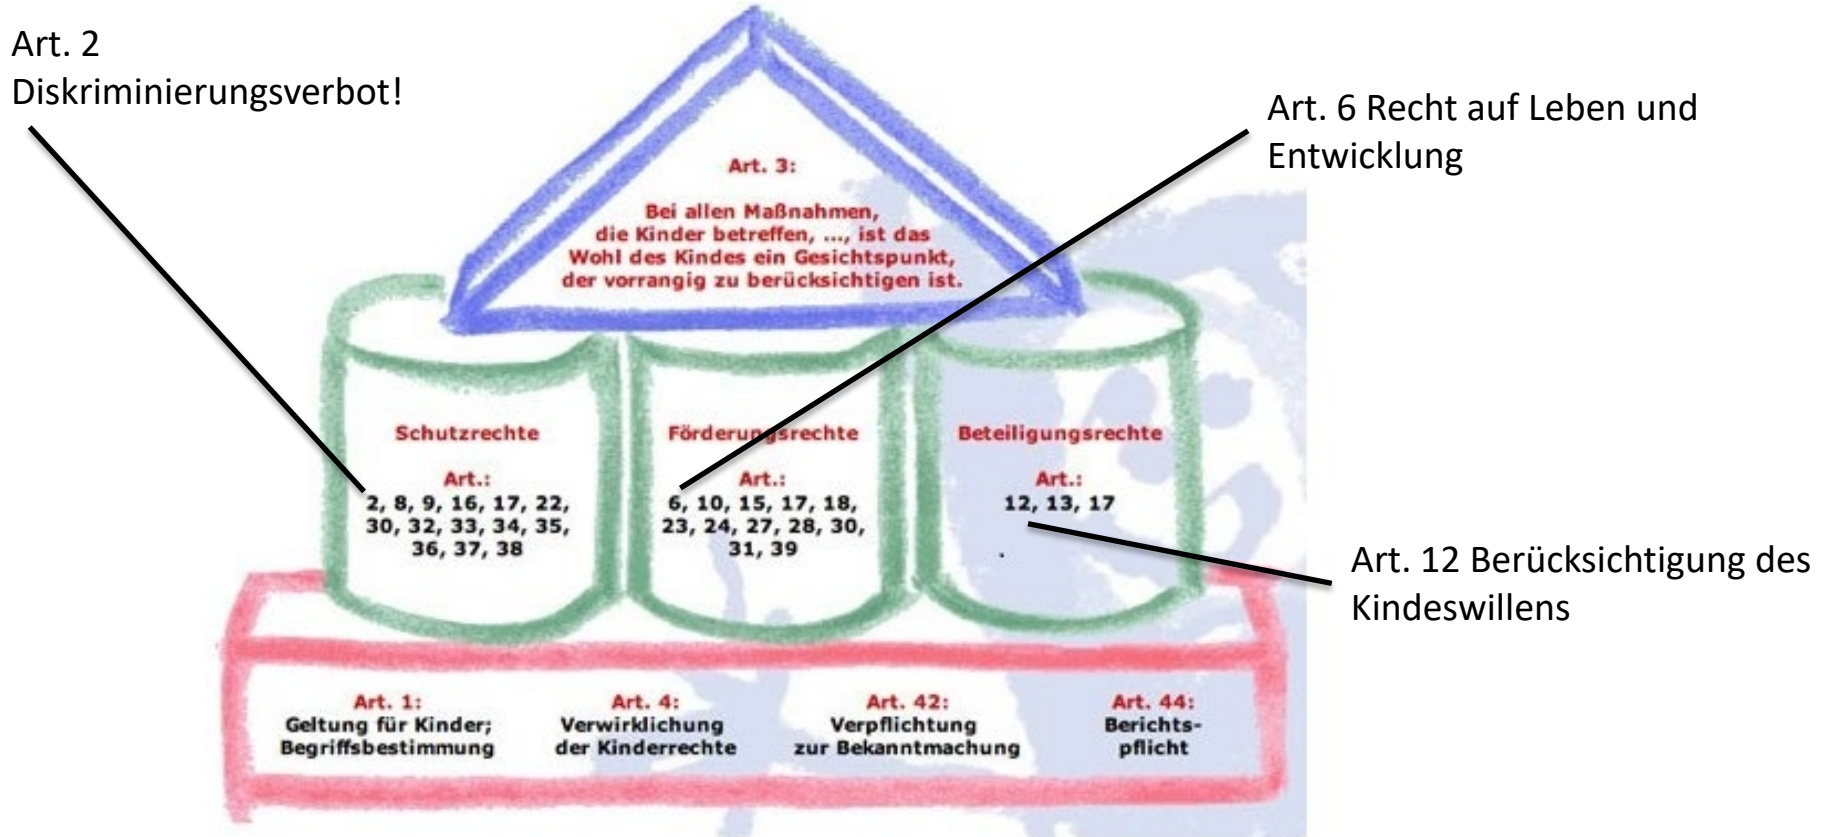 Art. 2
Diskriminierungsverbot!
Art. 6 Recht auf Leben und
Entwicklung
Art. 3:
Bei allen Maßnahmen,
die Kinder betreffen, ..., ist das
Wohl des Kindes ein Gesichtspunkt,
der vorrangig zu berücksichtigen ist.
Schutzrechte
Art.:
2, 8, 9, 16, 17, 22,
30, 32, 33, 34, 35,
36, 37, 38
Förderungsrechte
Art.:
6, 10, 15, 17, 18,
23, 24, 27, 28, 30,
31, 39
Beteiligungsrechte
Art.:
12, 13, 17
.
Art. 12 Berücksichtigung des
Kindeswillens
Art. 1:
Geltung für Kinder;
Begriffsbestimmung
Art. 4:
Verwirklichung
der Kinderrechte
Art. 42:
Verpflichtung
zur Bekanntmachung
Art. 44:
Berichts-
pflicht